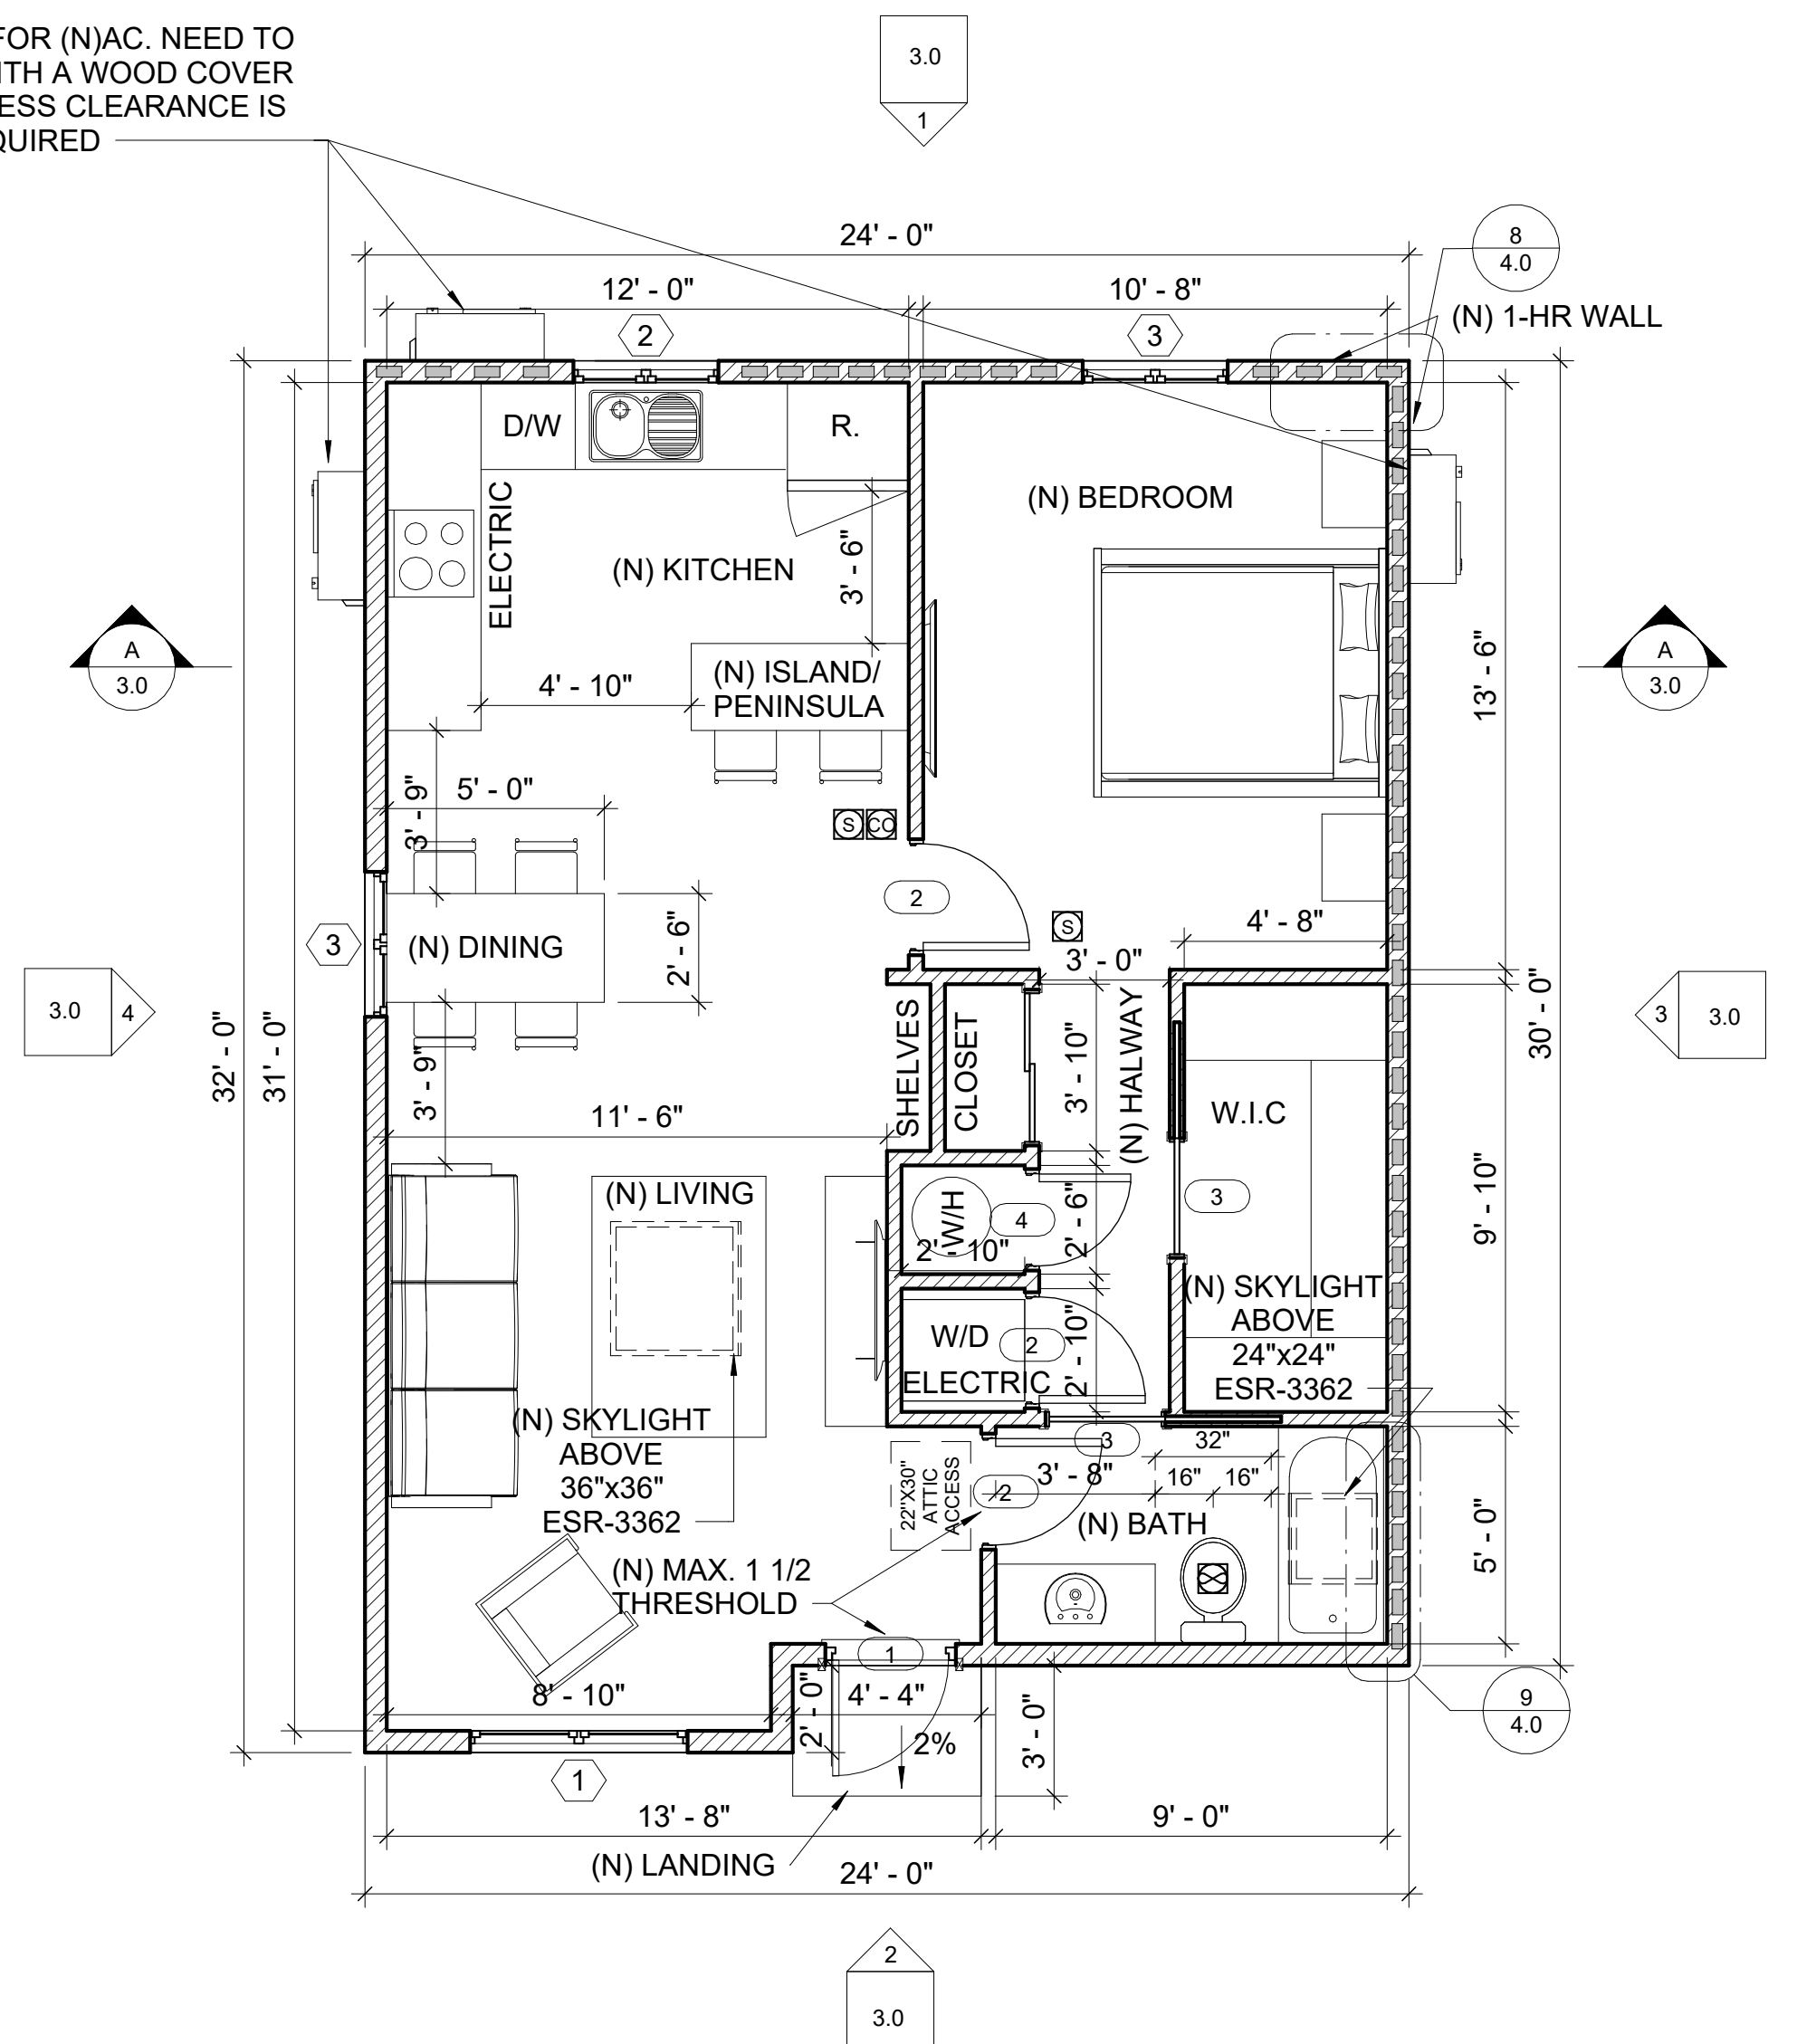 FOR (N)AC. NEED TO
ITH A WOOD COVER
ESS CLEARANCE IS
QUIRED
3.0
1
24' - 0"
8
4.0
12' - 0"
10' - 8"
(N) 1-HR WALL
2
3
D/W
R.
ELECTRIC
(N) BEDROOM
(N) KITCHEN
3' - 6"
A
3.0
A
3.0
13' - 6"
(N) ISLAND/
PENINSULA
4' - 10"
3' - 9"
5' - 0"
S
CO
2
S
4' - 8"
3
(N) DINING
2' - 6"
3' - 0"
3.0
4
3
3.0
32' - 0"
31' - 0"
30' - 0"
3' - 9"
SHELVES
CLOSET
3' - 10"
(N) HALWAY
W.I.C
11' - 6"
9' - 10"
(N) LIVING
W/H
4
2' - 6"
3
2' - 10"
(N) SKYLIGHT
ABOVE
24"x24"
ESR-3362
W/D
2
2' - 10"
ELECTRIC
(N) SKYLIGHT
ABOVE
36"x36"
ESR-3362
22"X30"
ATTIC
ACCESS
3
32"
3' - 8"
16"
16"
2
(N) BATH
5' - 0"
(N) MAX. 1 1/2
THRESHOLD
1
8' - 10"
2' - 0"
4' - 4"
2%
3' - 0"
9
4.0
1
13' - 8"
9' - 0"
(N) LANDING
24' - 0"
2
3.0